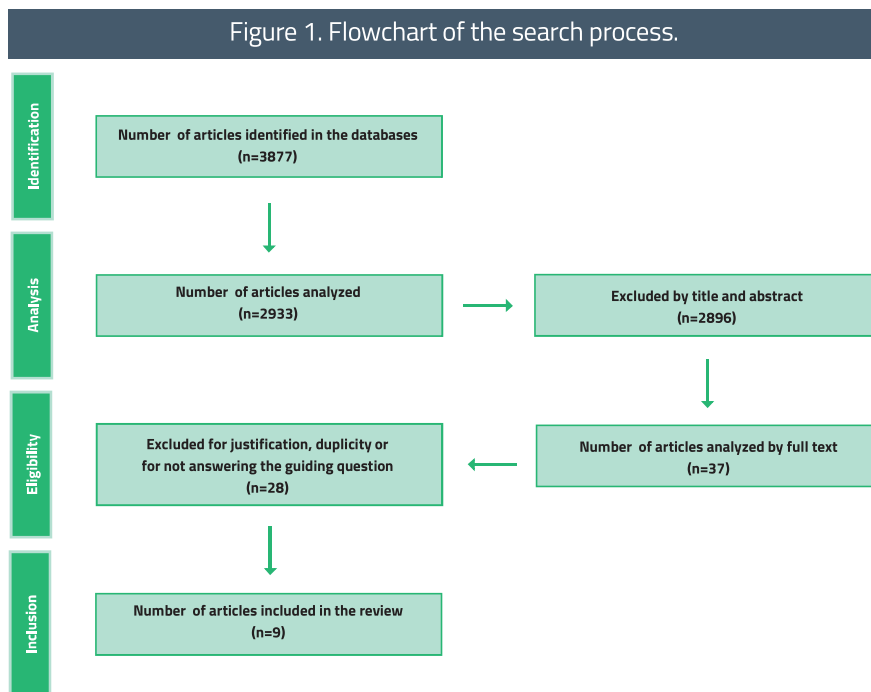 Figure 1. Flowchart of the search process.
Identification
Number of articles identified in the databases
(n=3877)
Analysis
Number of articles analyzed
(n=2933)
Excluded by title and abstract
(n=2896)
Eligibility
Excluded for justification, duplicity or
for not answering the guiding question
(n=28)
Number of articles analyzed by full text
(n=37)
Inclusion
Number of articles included in the review
(n=9)